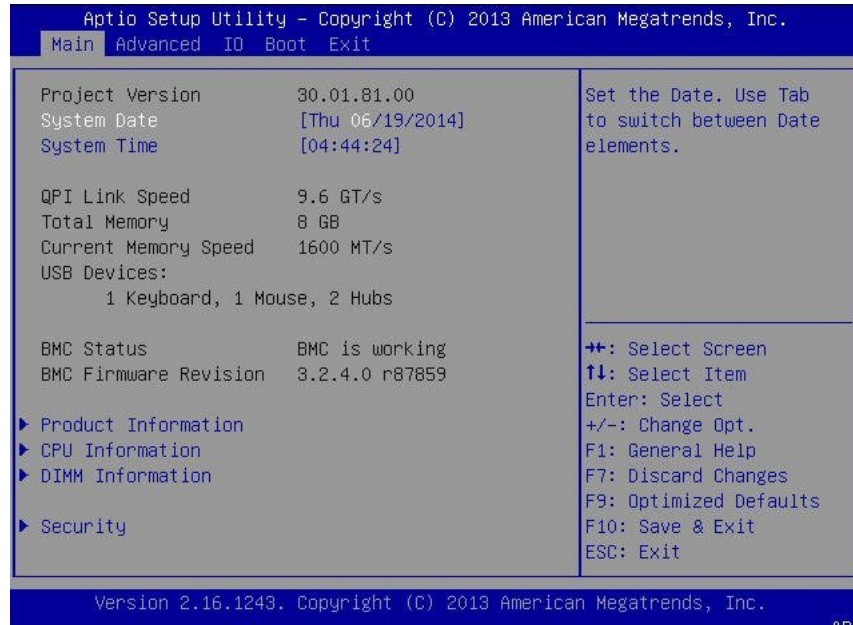 Aptio Setup Utility – Copyright (C) 2013 American Megatrends, Inc.
Main Advanced IO Boot Exit
Project Version 30.01.81.00
System Date [Thu 06/19/2014]
System Time [04:44:24]
QPI Link Speed 9.6 GT/s
Total Memory 8 GB
Current Memory Speed 1600 MT/s
USB Devices:
1 Keyboard, 1 Mouse, 2 Hubs
BMC Status BMC is working
BMC Firmware Revision 3.2.4.0 r87859
Product Information
CPU Information
DIMM Information
Security
Set the Date. Use Tab
to switch between Date
elements.
→←: Select Screen
↑↓: Select Item
Enter: Select
+/-: Change Opt.
F1: General Help
F7: Discard Changes
F9: Optimized Defaults
F10: Save & Exit
ESC: Exit
Version 2.16.1243. Copyright (C) 2013 American Megatrends, Inc.